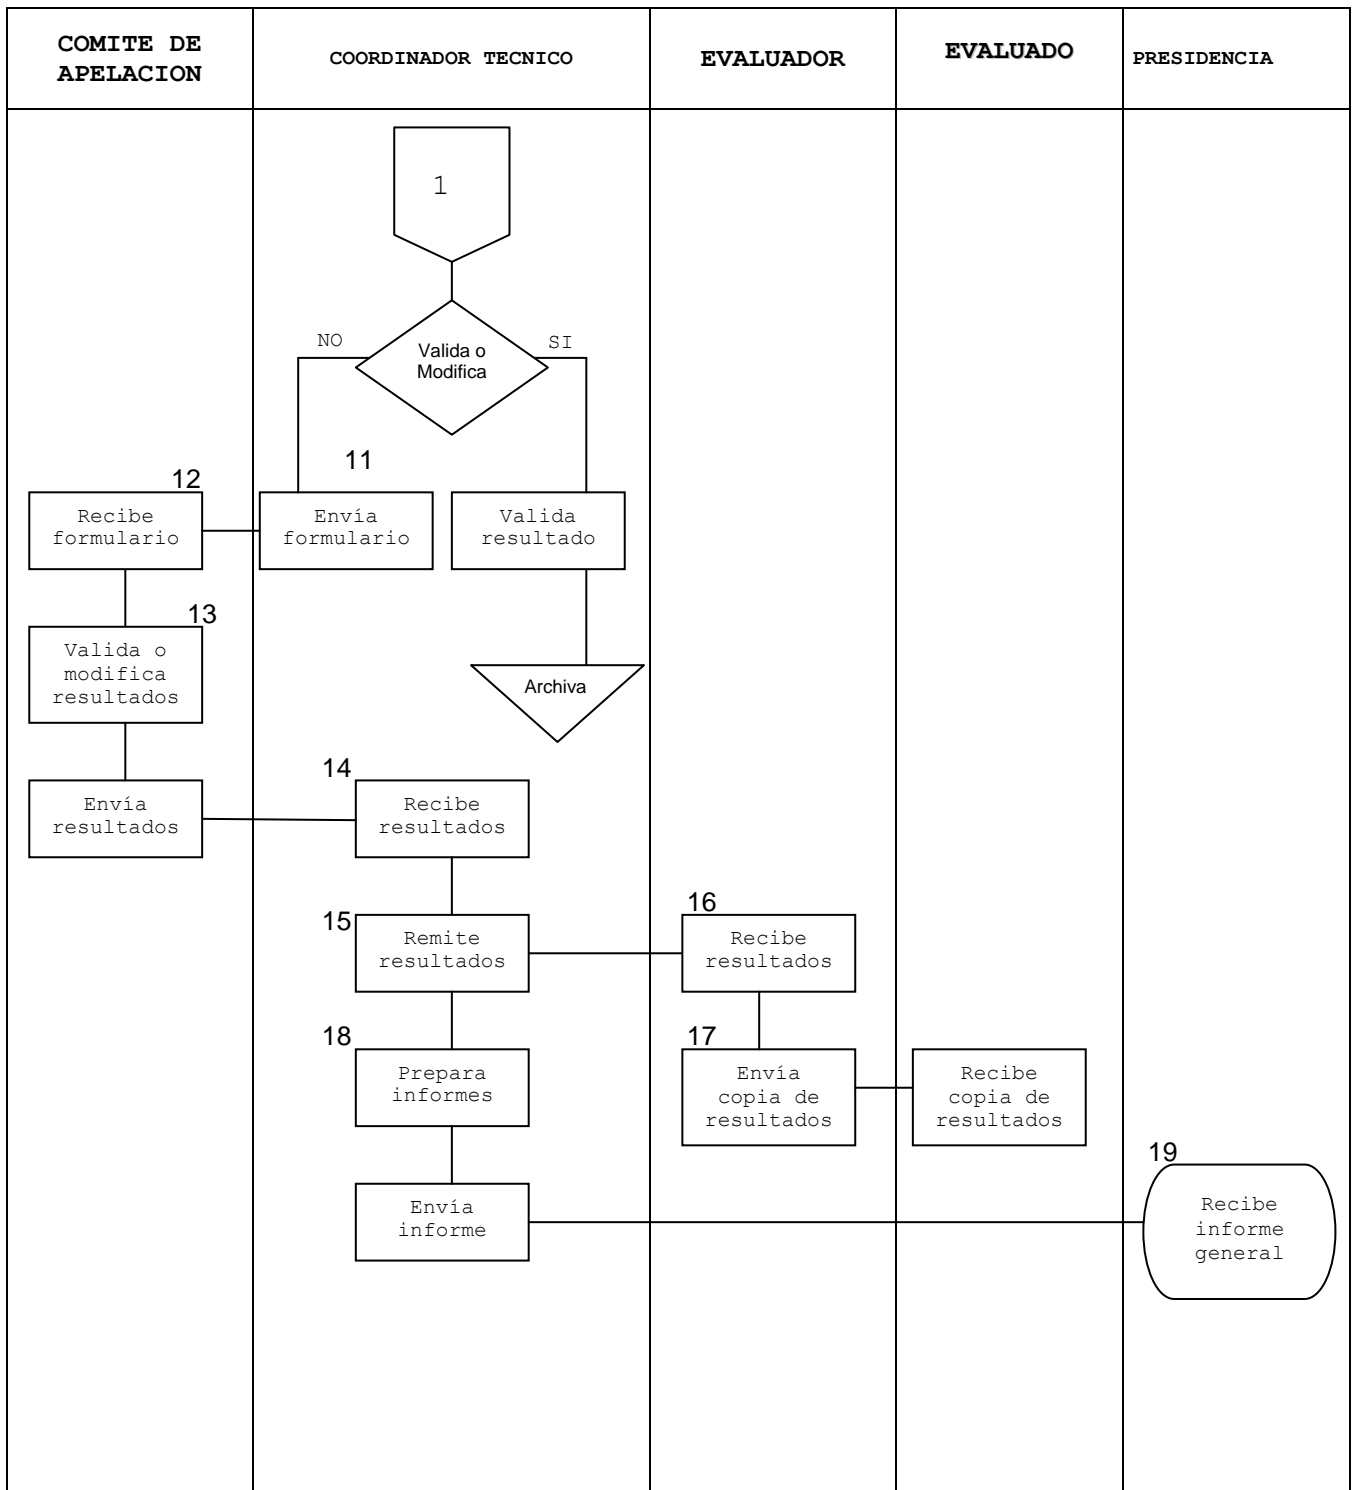 COMITE DE
APELACION
COORDINADOR TECNICO
EVALUADOR
EVALUADO
PRESIDENCIA
1
NO
Valida o
Modifica
SI
11
12
Recibe
formulario
Envía
formulario
Valida
resultado
13
Valida o
modifica
resultados
Archiva
14
Envía
resultados
Recibe
resultados
15
Remite
resultados
16
Recibe
resultados
18
Prepara
informes
17
Envía
copia de
resultados
Recibe
copia de
resultados
Envía
informe
19
Recibe
informe
general